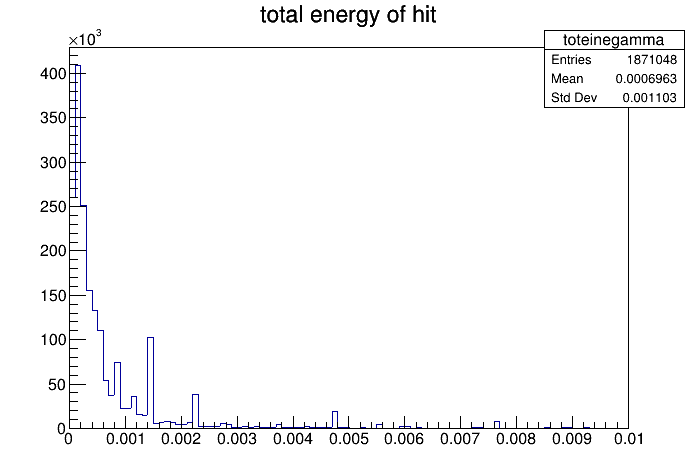 total energy of hit
×10³
toteinegamma
Entries 1871048
Mean 0.0006963
Std Dev 0.001103
400
350
300
250
200
150
100
50
0
0 0.001 0.002 0.003 0.004 0.005 0.006 0.007 0.008 0.009 0.01